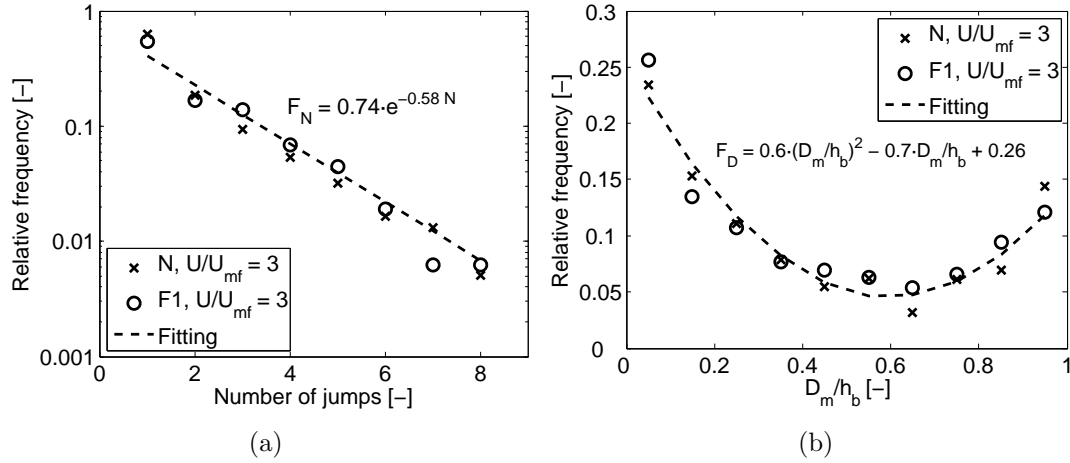 1
0.1
0.01
0.001
Relative frequency [−]
F_N = 0.74·e^−0.58 N
N, U/U_mf = 3
F1, U/U_mf = 3
Fitting
0 2 4 6 8
Number of jumps [−]
(a)
0.3
0.25
0.2
0.15
0.1
0.05
0
Relative frequency [−]
N, U/U_mf = 3
F1, U/U_mf = 3
Fitting
F_D = 0.6·(D_m/h_b)^2 − 0.7·D_m/h_b + 0.26
0 0.2 0.4 0.6 0.8 1
D_m/h_b [−]
(b)